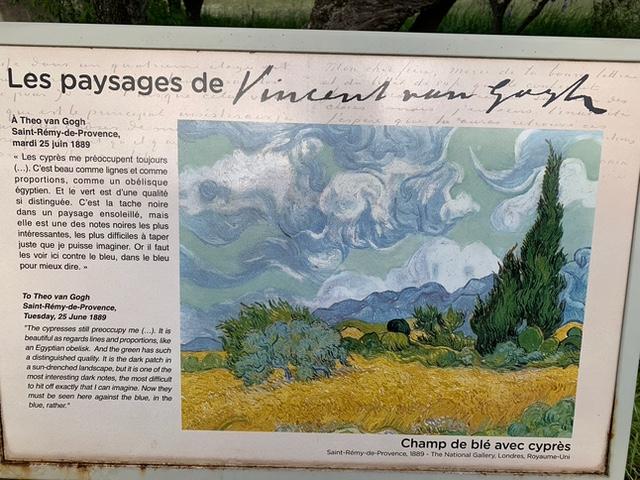 Les paysages de Vincent van Gogh
À Theo van Gogh
Saint-Rémy-de-Provence,
mardi 25 juin 1889
« Les cyprès me préoccupent toujours
(...). C'est beau comme lignes et comme
proportions, comme un obélisque
égyptien. Et le vert est d'une qualité
si distinguée. C'est la tache noire
dans un paysage ensoleillé, mais
elle est une des notes noires les plus
intéressantes, les plus difficiles à taper
juste que je puisse imaginer. Or il faut
les voir ici contre le bleu, dans le bleu
pour mieux dire. »
To Theo van Gogh
Saint-Rémy-de-Provence,
Tuesday, 25 June 1889
"The cypresses still preoccupy me (...). It is
beautiful as regards lines and proportions, like
an Egyptian obelisk. And the green has such
a distinguished quality. It is the dark patch in
a sun-drenched landscape, but it is one of the
most interesting dark notes, the most difficult
to hit off exactly that I can imagine. Now they
must be seen here against the blue, in the
blue, rather."
Champ de blé avec cyprès
Saint-Rémy-de-Provence, 1889 - The National Gallery, Londres, Royaume-Uni